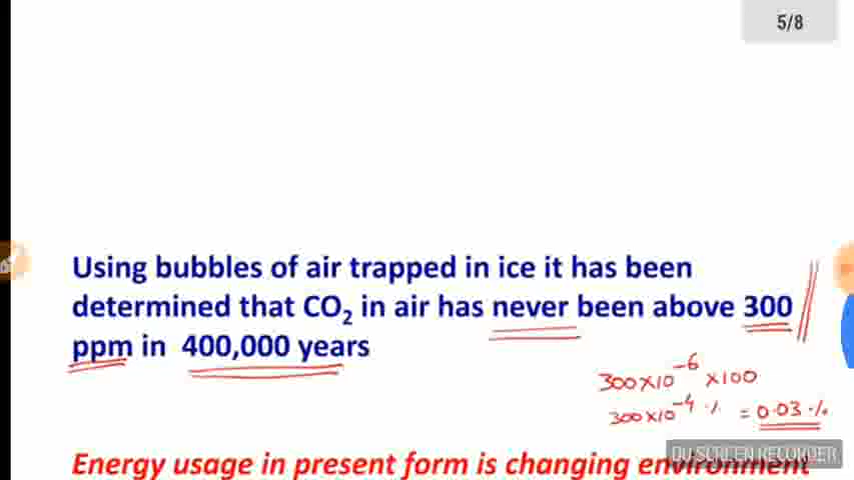 5/8
Using bubbles of air trapped in ice it has been
determined that CO₂ in air has never been above 300
ppm in 400,000 years
300×10⁻⁶ ×100
300×10⁻⁴ % = 0.03 %
Energy usage in present form is changing environment
DU SCREEN RECORDER